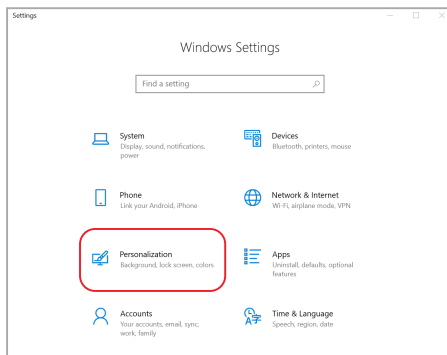 Settings
Windows Settings
Find a setting
System
Display, sound, notifications,
power
Devices
Bluetooth, printers, mouse
Phone
Link your Android, iPhone
Network & Internet
Wi-Fi, airplane mode, VPN
Personalization
Background, lock screen, colors
Apps
Uninstall, defaults, optional
features
Accounts
Your accounts, email, sync,
work, family
Time & Language
Speech, region, date